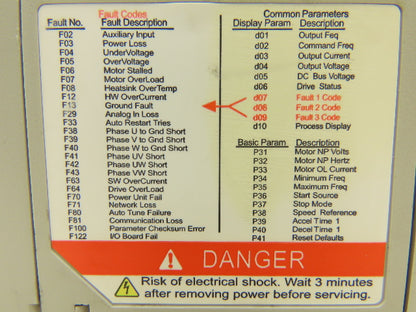 Fault Codes
Fault No. Fault Description
F02 Auxiliary Input
F03 Power Loss
F04 UnderVoltage
F05 OverVoltage
F06 Motor Stalled
F07 Motor OverLoad
F08 Heatsink OverTemp
F12 HW OverCurrent
F13 Ground Fault
F29 Analog In Loss
F33 Auto Restart Tries
F38 Phase U to Gnd Short
F39 Phase V to Gnd Short
F40 Phase W to Gnd Short
F41 Phase UV Short
F42 Phase UW Short
F43 Phase VW Short
F63 SW OverCurrent
F64 Drive OverLoad
F70 Power Unit Fail
F71 Network Loss
F80 Auto Tune Failure
F81 Communication Loss
F100 Parameter Checksum Error
F122 I/O Board Fail
Common Parameters
Display Param Description
d01 Output Feq
d02 Command Freq
d03 Output Current
d04 Output Voltage
d05 DC Bus Voltage
d06 Drive Status
d07 Fault 1 Code
d08 Fault 2 Code
d09 Fault 3 Code
d10 Process Display
Basic Param Description
P31 Motor NP Volts
P32 Motor NP Hertz
P33 Motor OL Current
P34 Minimum Freq
P35 Maximum Freq
P36 Start Source
P37 Stop Mode
P38 Speed Reference
P39 Accel Time 1
P40 Decel Time 1
P41 Reset Defaults
DANGER
Risk of electrical shock. Wait 3 minutes
after removing power before servicing.